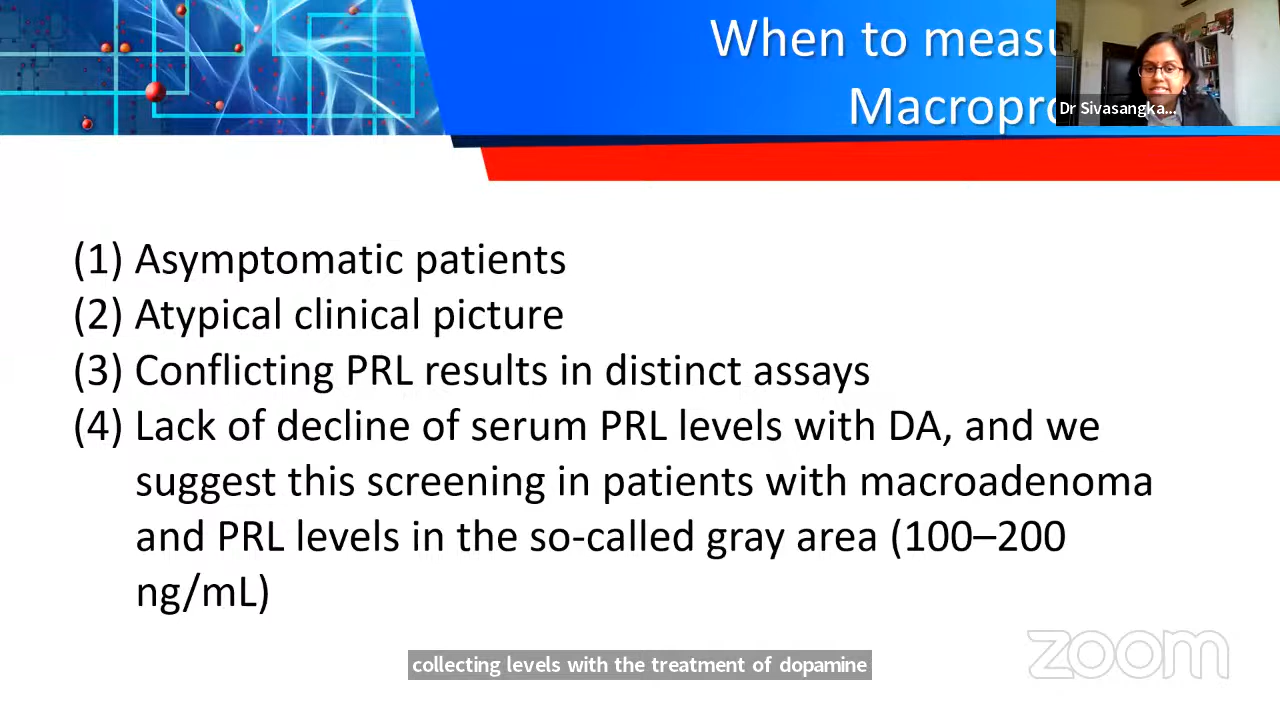 When to measu
Macropro
Dr Sivasangka...
(1) Asymptomatic patients
(2) Atypical clinical picture
(3) Conflicting PRL results in distinct assays
(4) Lack of decline of serum PRL levels with DA, and we
suggest this screening in patients with macroadenoma
and PRL levels in the so-called gray area (100–200
ng/mL)
collecting levels with the treatment of dopamine
zoom